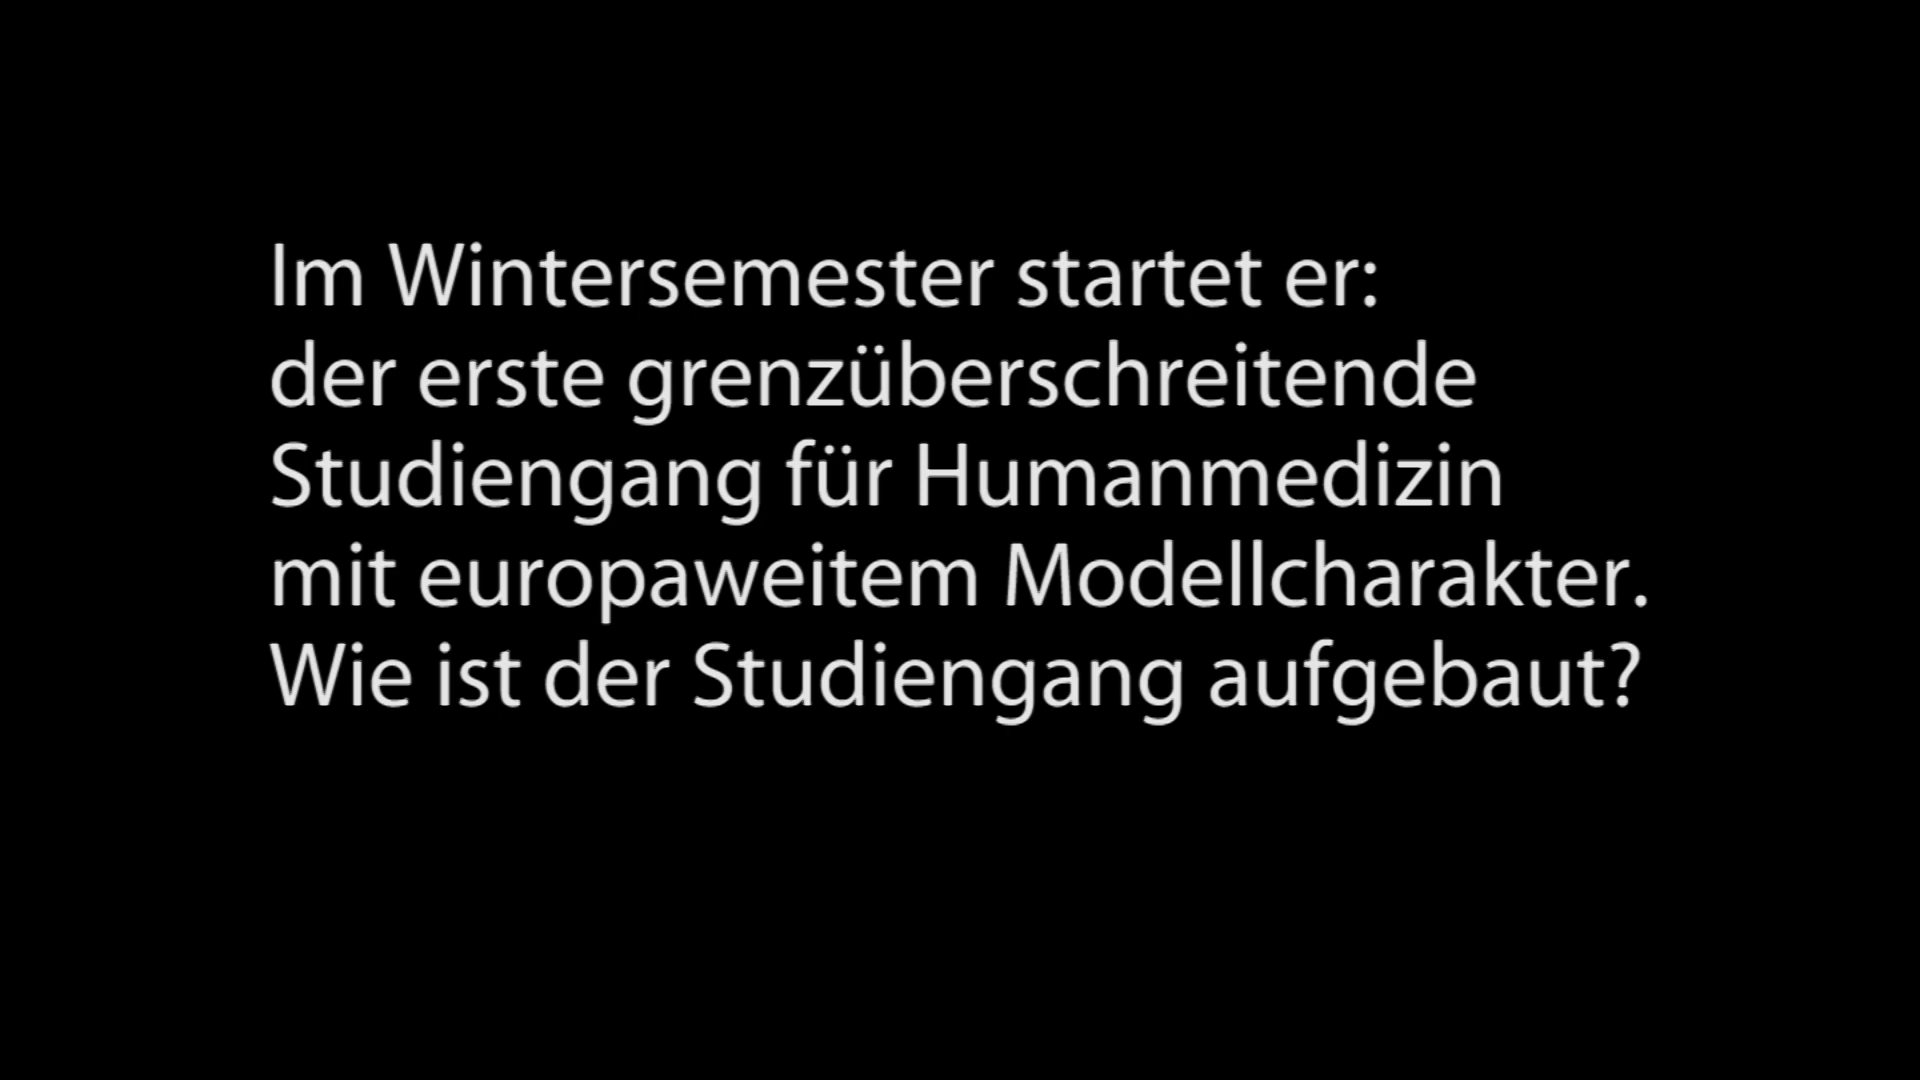 Im Wintersemester startet er:
der erste grenzüberschreitende
Studiengang für Humanmedizin
mit europaweitem Modellcharakter.
Wie ist der Studiengang aufgebaut?